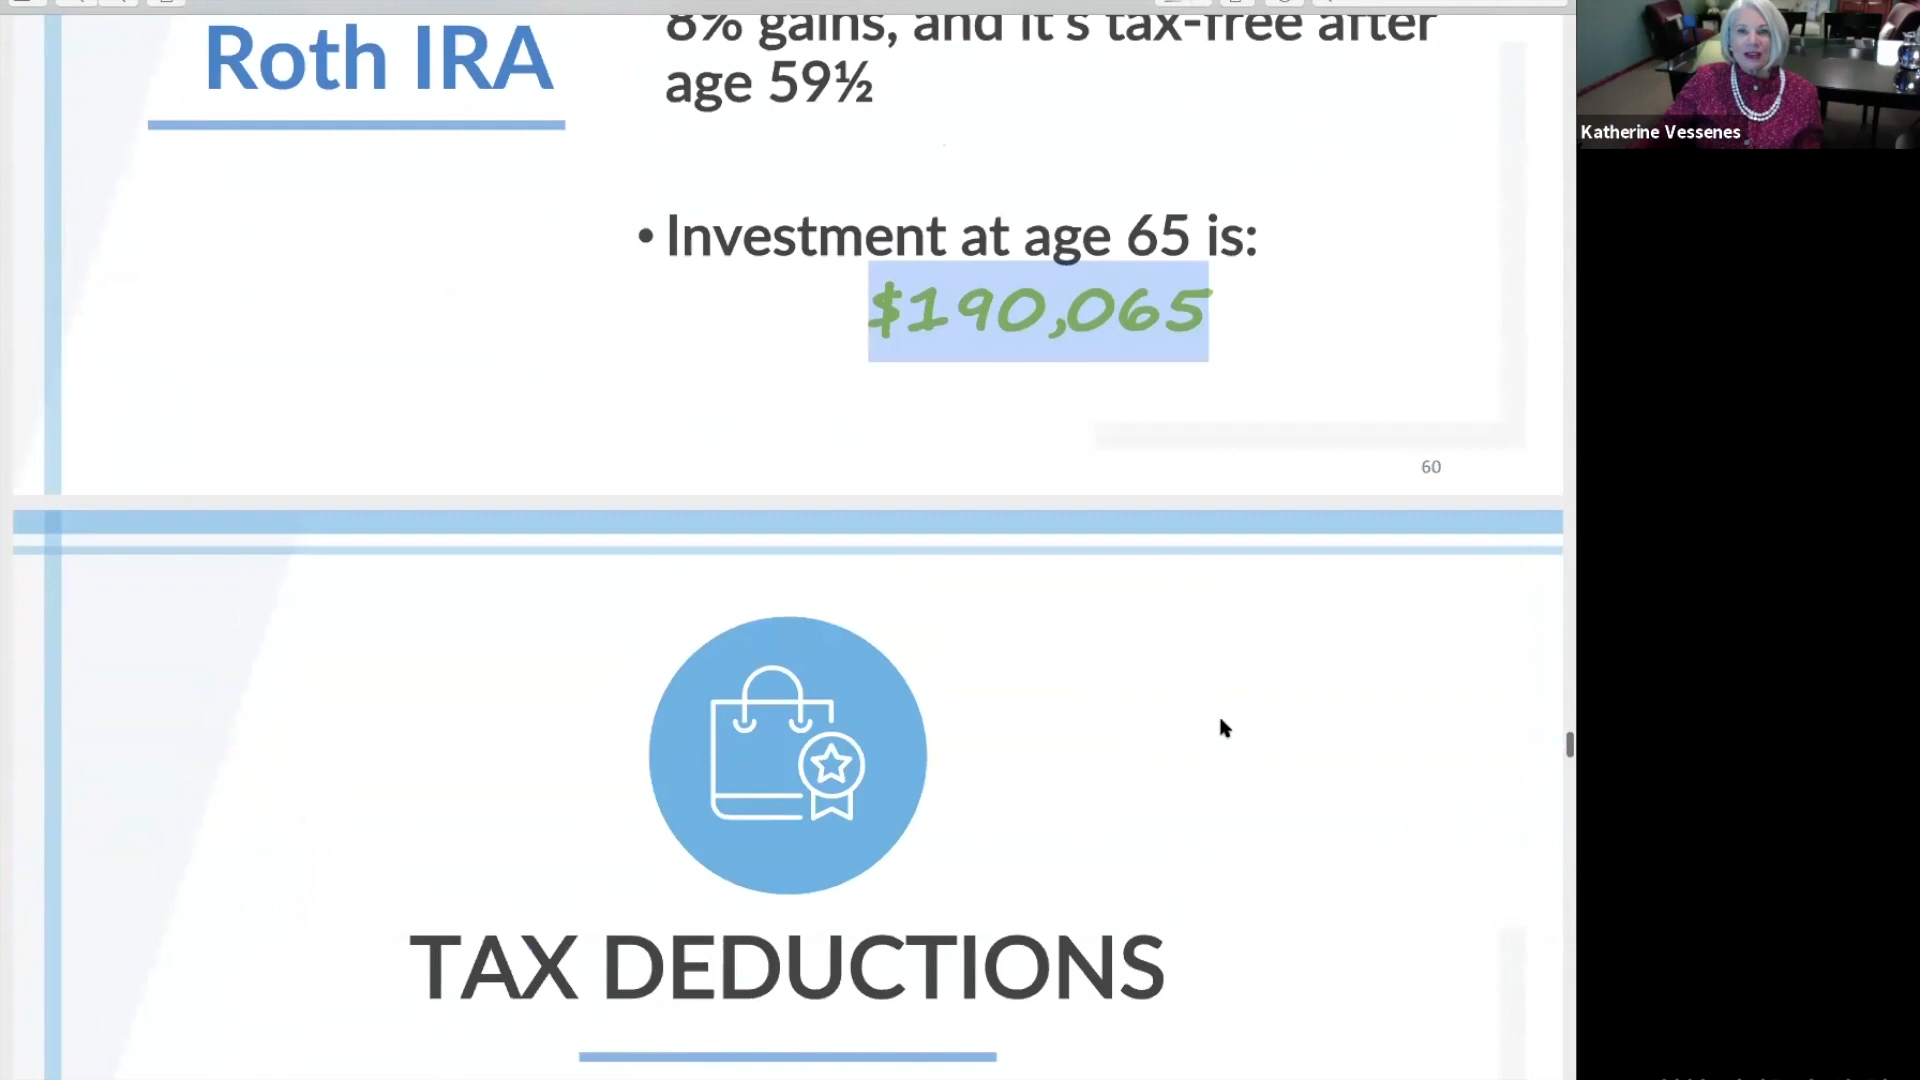 Roth IRA
8% gains, and it's tax-free after
age 59½
• Investment at age 65 is:
$190,065
60
TAX DEDUCTIONS
Katherine Vessenes